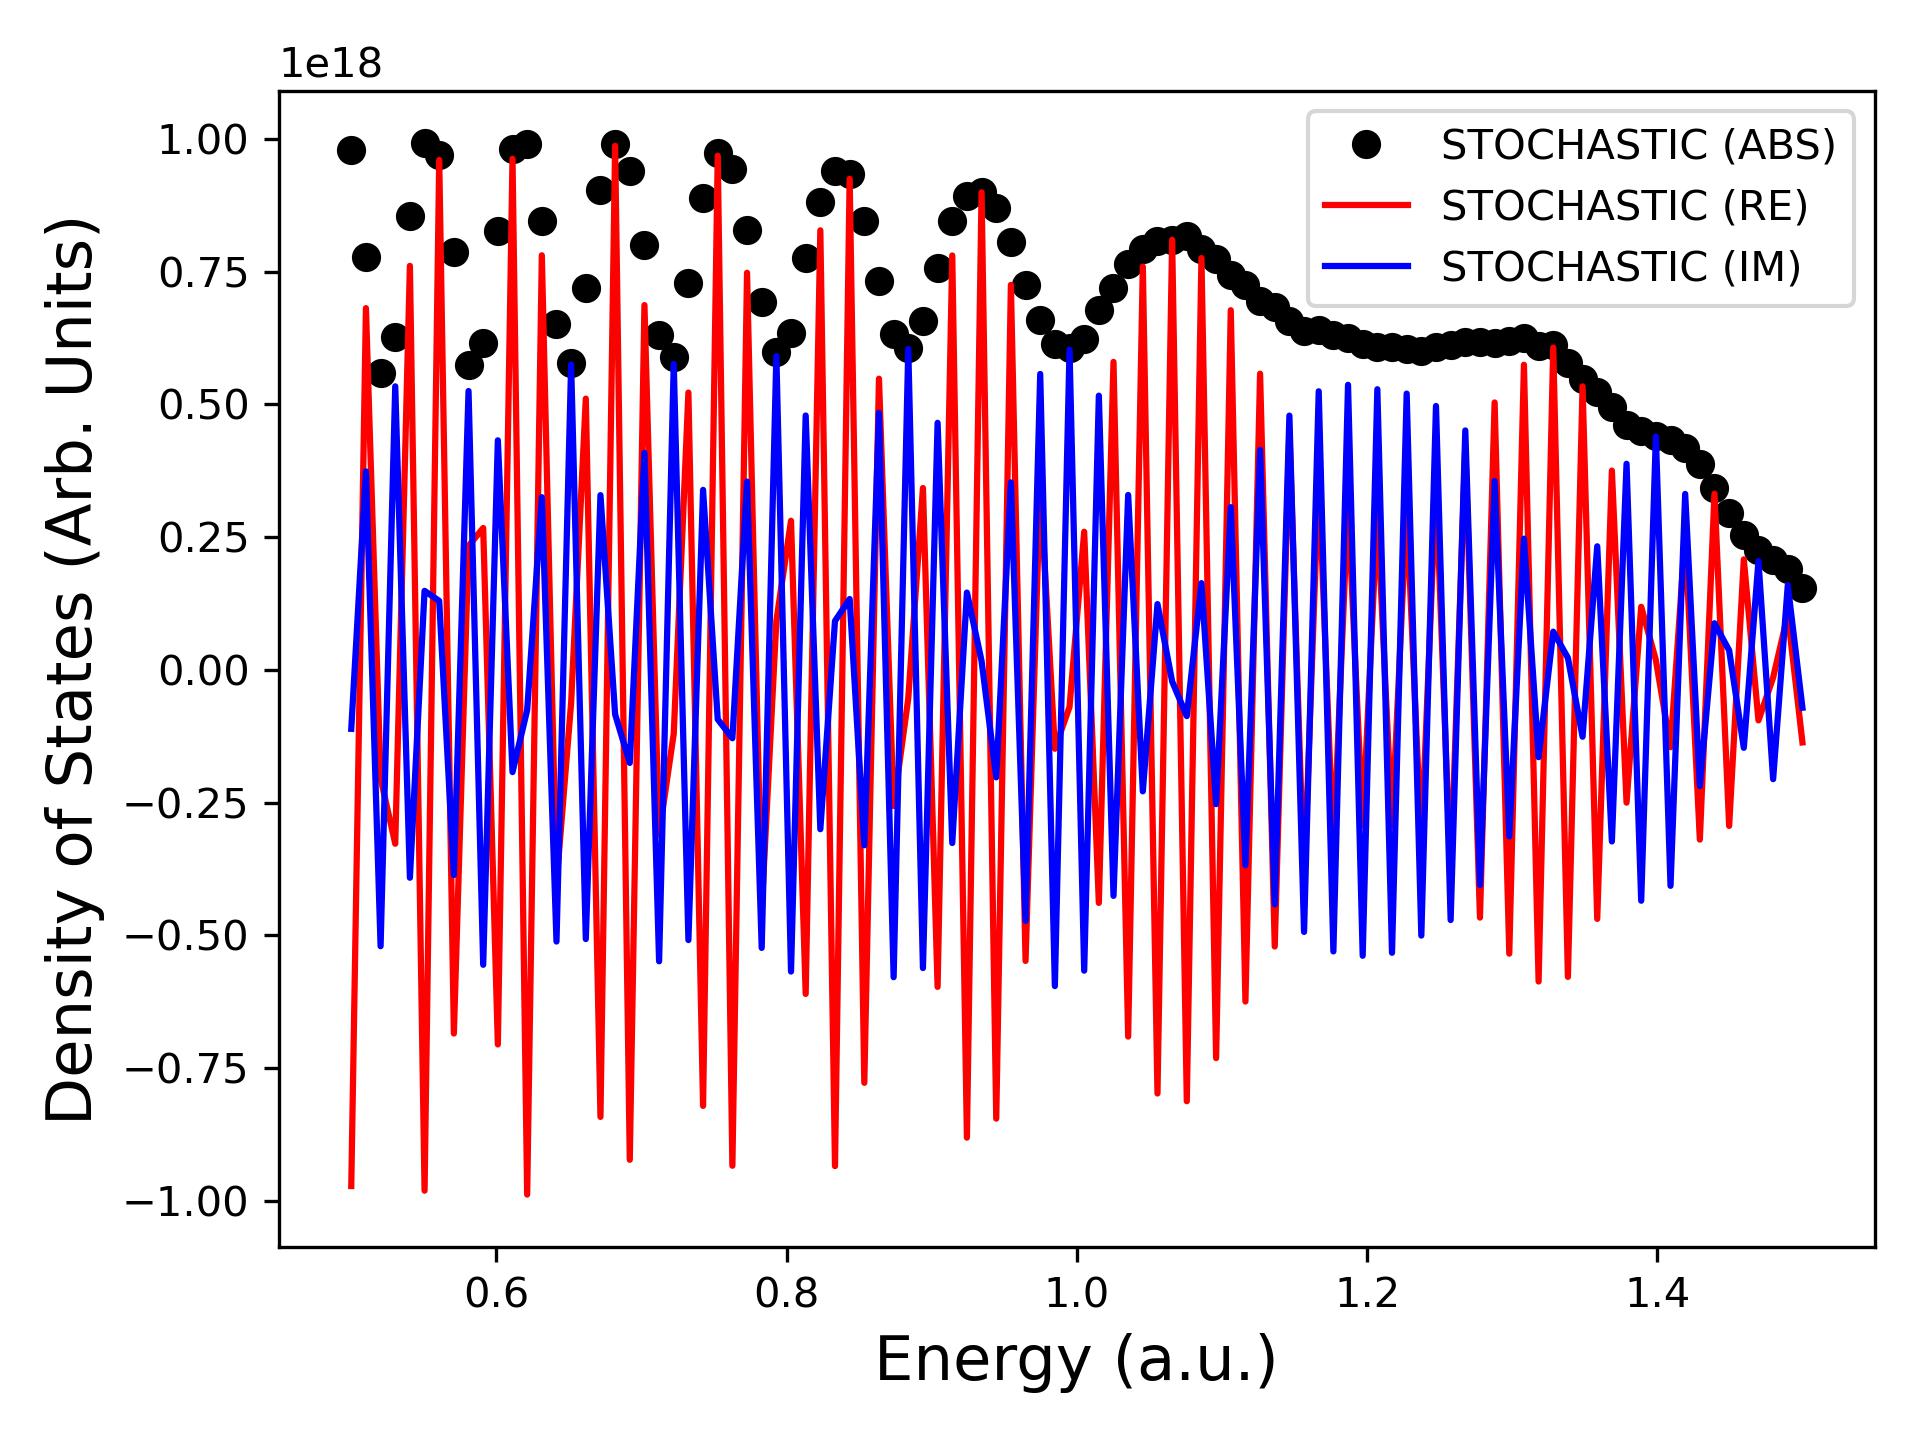 1e18
1.00
0.75
0.50
0.25
0.00
−0.25
−0.50
−0.75
−1.00
Density of States (Arb. Units)
STOCHASTIC (ABS)
STOCHASTIC (RE)
STOCHASTIC (IM)
0.6 0.8 1.0 1.2 1.4
Energy (a.u.)